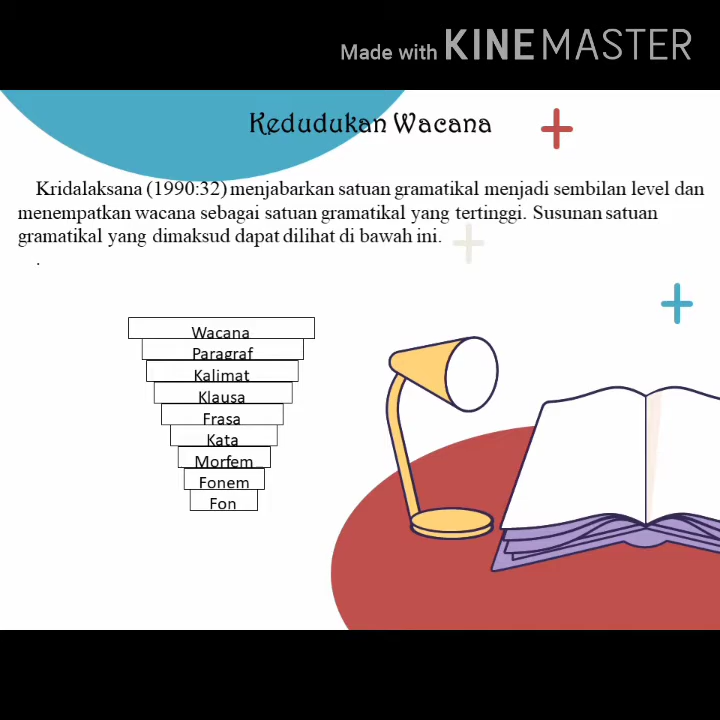 Made with KINEMASTER
Kedudukan Wacana
Kridalaksana (1990:32) menjabarkan satuan gramatikal menjadi sembilan level dan
menempatkan wacana sebagai satuan gramatikal yang tertinggi. Susunan satuan
gramatikal yang dimaksud dapat dilihat di bawah ini.
.
Wacana
Paragraf
Kalimat
Klausa
Frasa
Kata
Morfem
Fonem
Fon